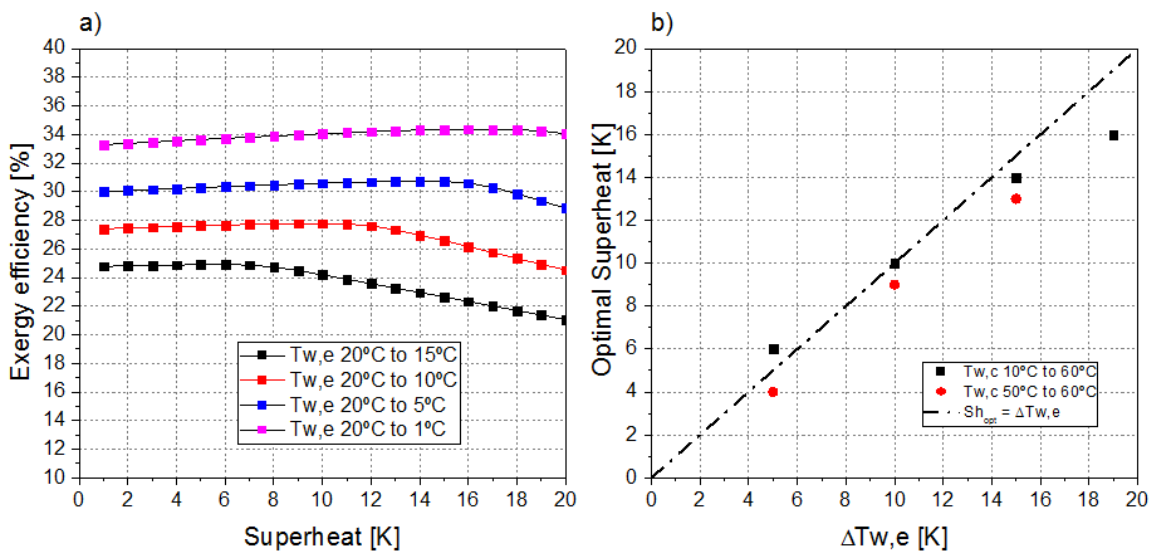 a)
Exergy efficiency [%]
40
38
36
34
32
30
28
26
24
22
20
18
16
14
12
10
Tw,e 20ºC to 15ºC
Tw,e 20ºC to 10ºC
Tw,e 20ºC to 5ºC
Tw,e 20ºC to 1ºC
0 2 4 6 8 10 12 14 16 18 20
Superheat [K]
b)
Optimal Superheat [K]
20
18
16
14
12
10
8
6
4
2
0
Tw,c 10ºC to 60ºC
Tw,c 50ºC to 60ºC
Shopt = ΔTw,e
0 2 4 6 8 10 12 14 16 18 20
ΔTw,e [K]